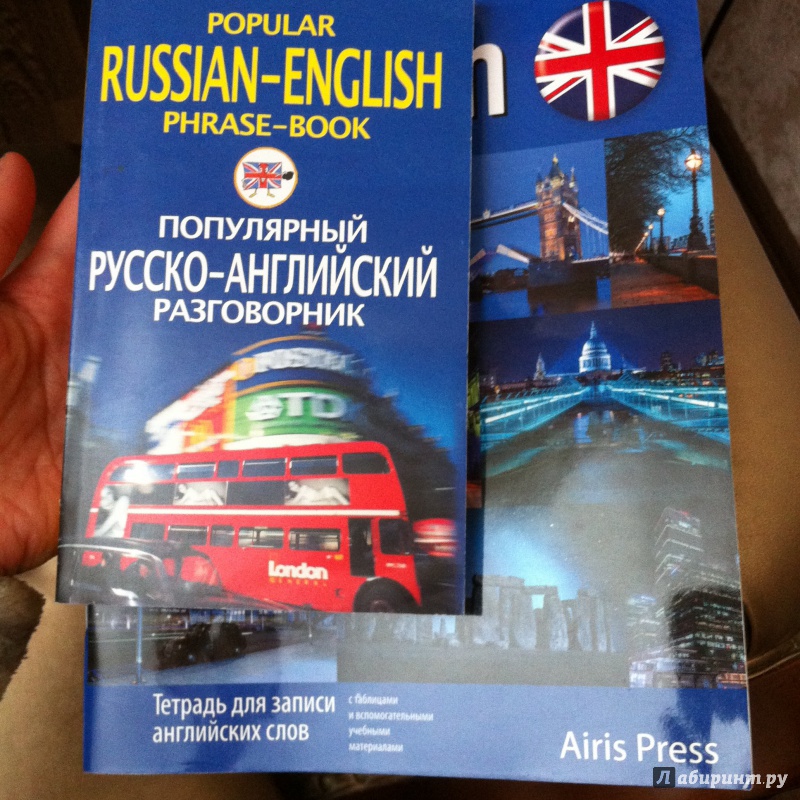 POPULAR
RUSSIAN-ENGLISH
PHRASE-BOOK
ПОПУЛЯРНЫЙ
РУССКО-АНГЛИЙСКИЙ
РАЗГОВОРНИК
London
GENERAL
Тетрадь для записи
английских слов
с таблицами
и вспомогательными
учебными
материалами
Airis Press
Лабиринт.ру